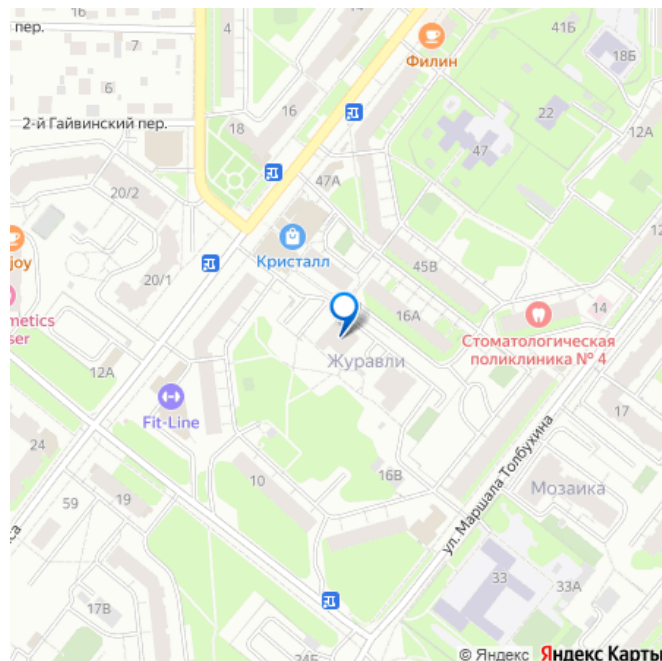 пер.
4
Филин
41Б
18Б
7
6
2-й Гайвинский пер.
16
18
22
12А
47
47А
20/2
joy
Кристалл
45В
20/1
metics
ser
16А
14
Стоматологическая
поликлиника № 4
Журавли
12А
Fit-Line
17
24
10
16В
ул. Маршала Толбухина
Мозаика
59
19
са
33
33А
17В
24Б
© Яндекс Яндекс Карты